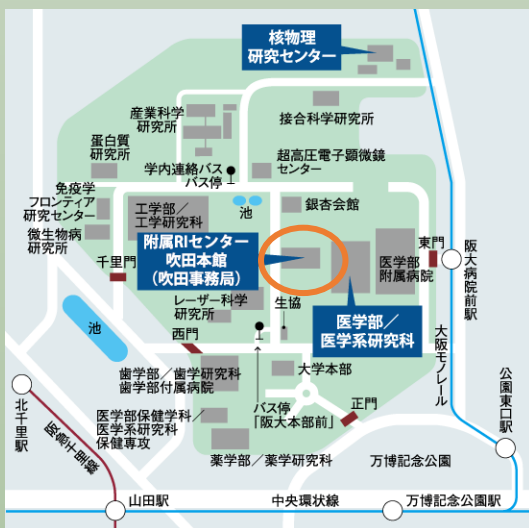 核物理
研究センター
産業科学
研究所
接合科学研究所
蛋白質
研究所
学内連絡バス
バス停
超高圧電子顕微鏡
センター
免疫学
フロンティア
研究センター
工学部／
工学研究科
池
銀杏会館
微生物病
研究所
附属RIセンター
吹田本館
（吹田事務局）
千里門
東門
医学部
附属病院
阪大病院前駅
レーザー科学
研究所
生協
医学部／
医学系研究科
大阪モノレール
池
西門
歯学部／歯学研究科
歯学部付属病院
大学本部
公園東口駅
北千里駅
阪急千里線
医学部保健学科／
医学系研究科
保健専攻
バス停
「阪大本部前」
正門
薬学部／薬学研究科
万博記念公園
山田駅
中央環状線
万博記念公園駅